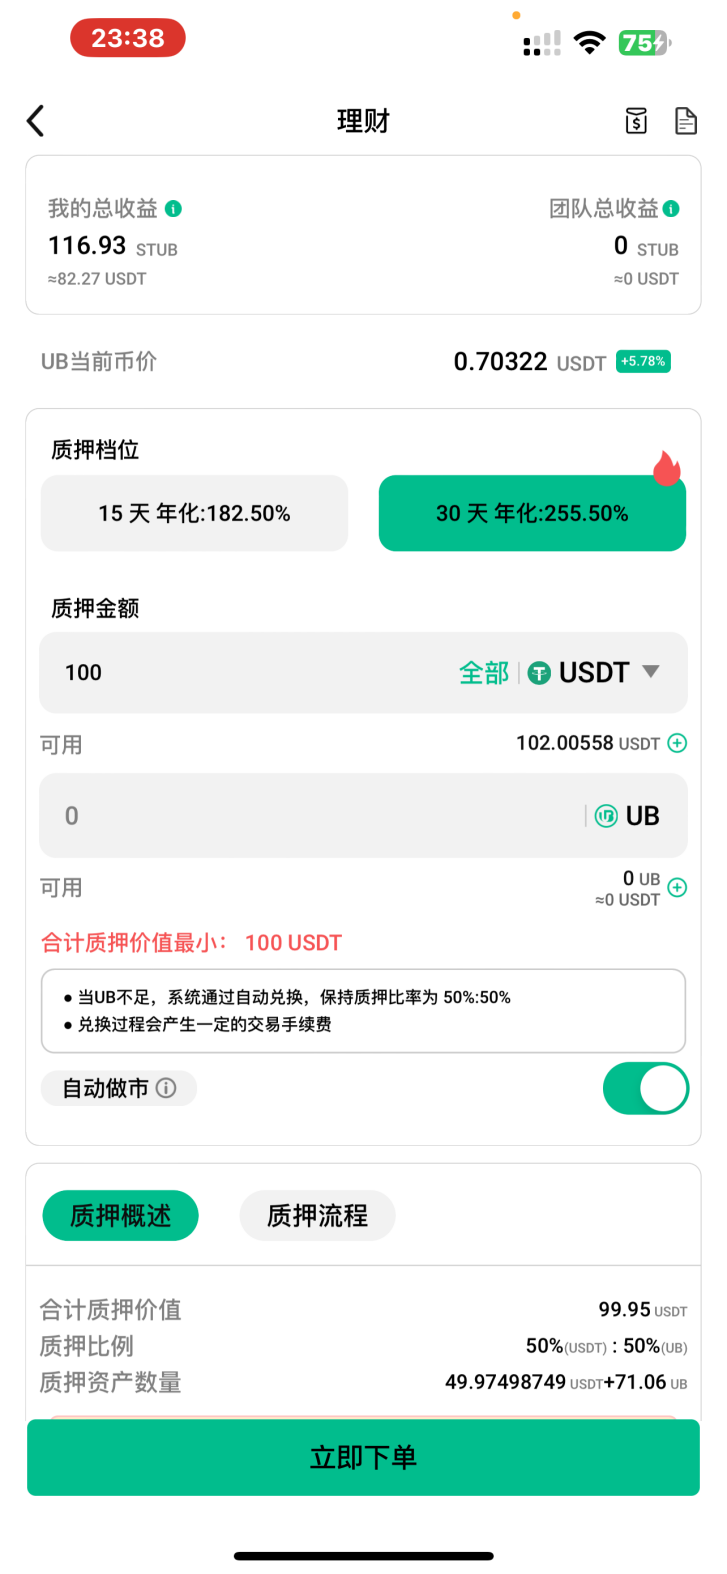 23:38
75
理财
我的总收益
团队总收益
116.93 STUB
0 STUB
≈82.27 USDT
≈0 USDT
UB当前币价
0.70322 USDT +5.78%
质押档位
15 天 年化:182.50%
30 天 年化:255.50%
质押金额
100
全部 USDT
可用
102.00558 USDT
0
UB
可用
0 UB
≈0 USDT
合计质押价值最小: 100 USDT
● 当UB不足，系统通过自动兑换，保持质押比率为 50%:50%
● 兑换过程会产生一定的交易手续费
自动做市
质押概述
质押流程
合计质押价值
99.95 USDT
质押比例
50%(USDT) : 50%(UB)
质押资产数量
49.97498749 USDT+71.06 UB
立即下单